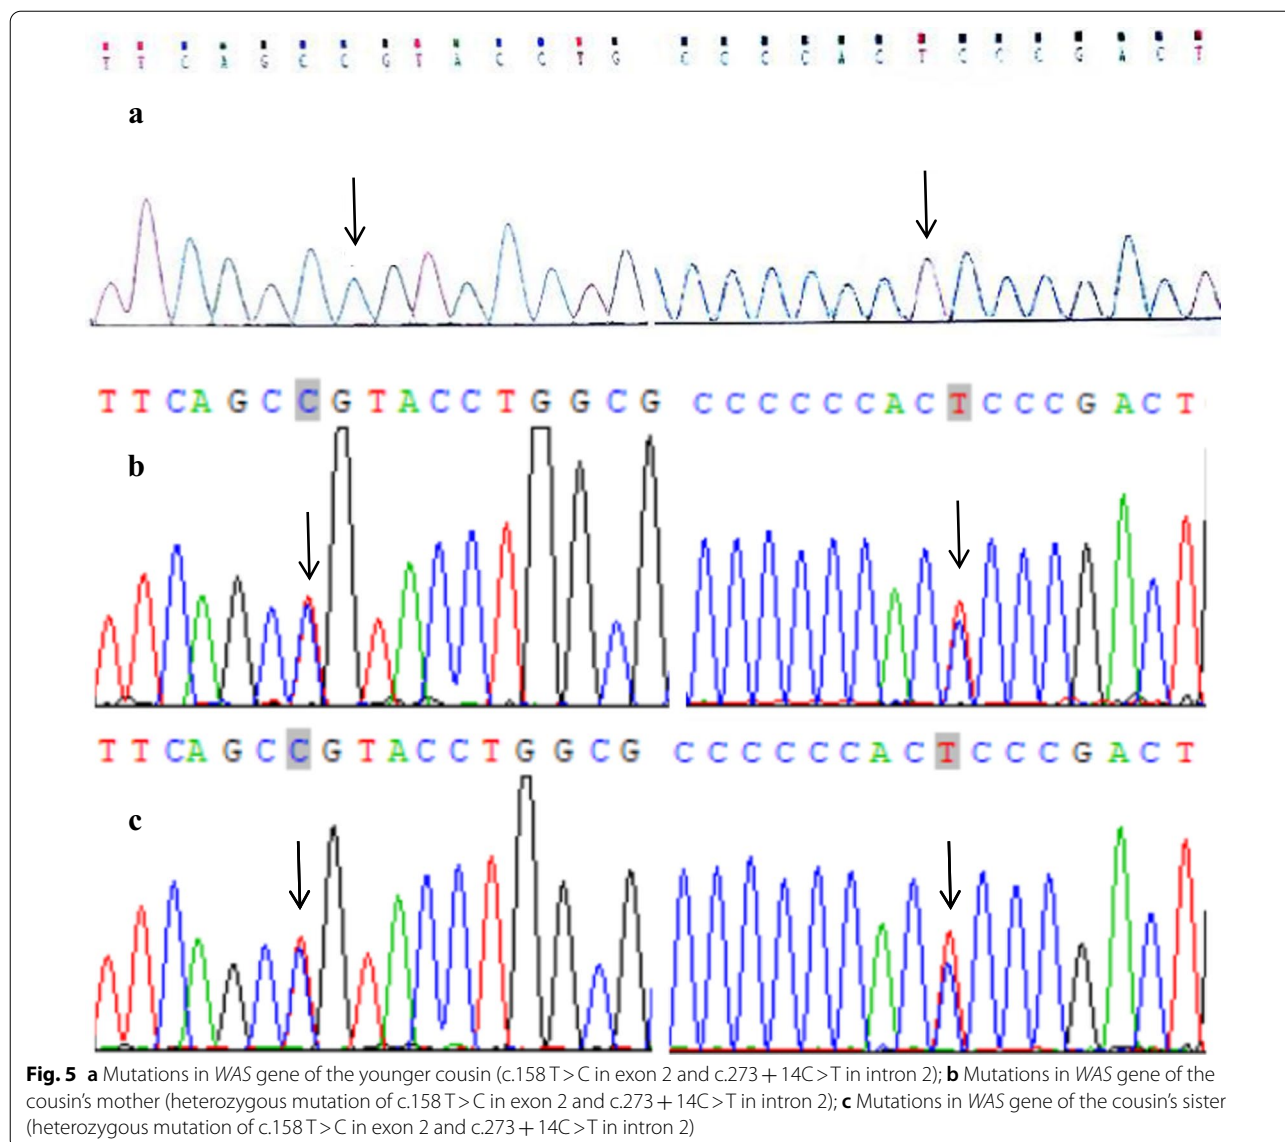 T T C A G C C G T A C C T G C C C C A C T C C C G A C T
a
T T C A G C C G T A C C T G G C G C C C C C C A C T C C C G A C T
b
T T C A G C C G T A C C T G G C G C C C C C C A C T C C C G A C T
c
Fig. 5 a Mutations in WAS gene of the younger cousin (c.158 T > C in exon 2 and c.273 + 14C > T in intron 2); b Mutations in WAS gene of the
cousin's mother (heterozygous mutation of c.158 T > C in exon 2 and c.273 + 14C > T in intron 2); c Mutations in WAS gene of the cousin's sister
(heterozygous mutation of c.158 T > C in exon 2 and c.273 + 14C > T in intron 2)